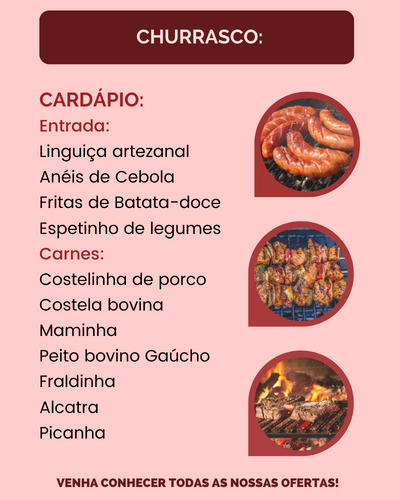 CHURRASCO:
CARDÁPIO:
Entrada:
Linguiça artezanal
Anéis de Cebola
Fritas de Batata-doce
Espetinho de legumes
Carnes:
Costelinha de porco
Costela bovina
Maminha
Peito bovino Gaúcho
Fraldinha
Alcatra
Picanha
VENHA CONHECER TODAS AS NOSSAS OFERTAS!